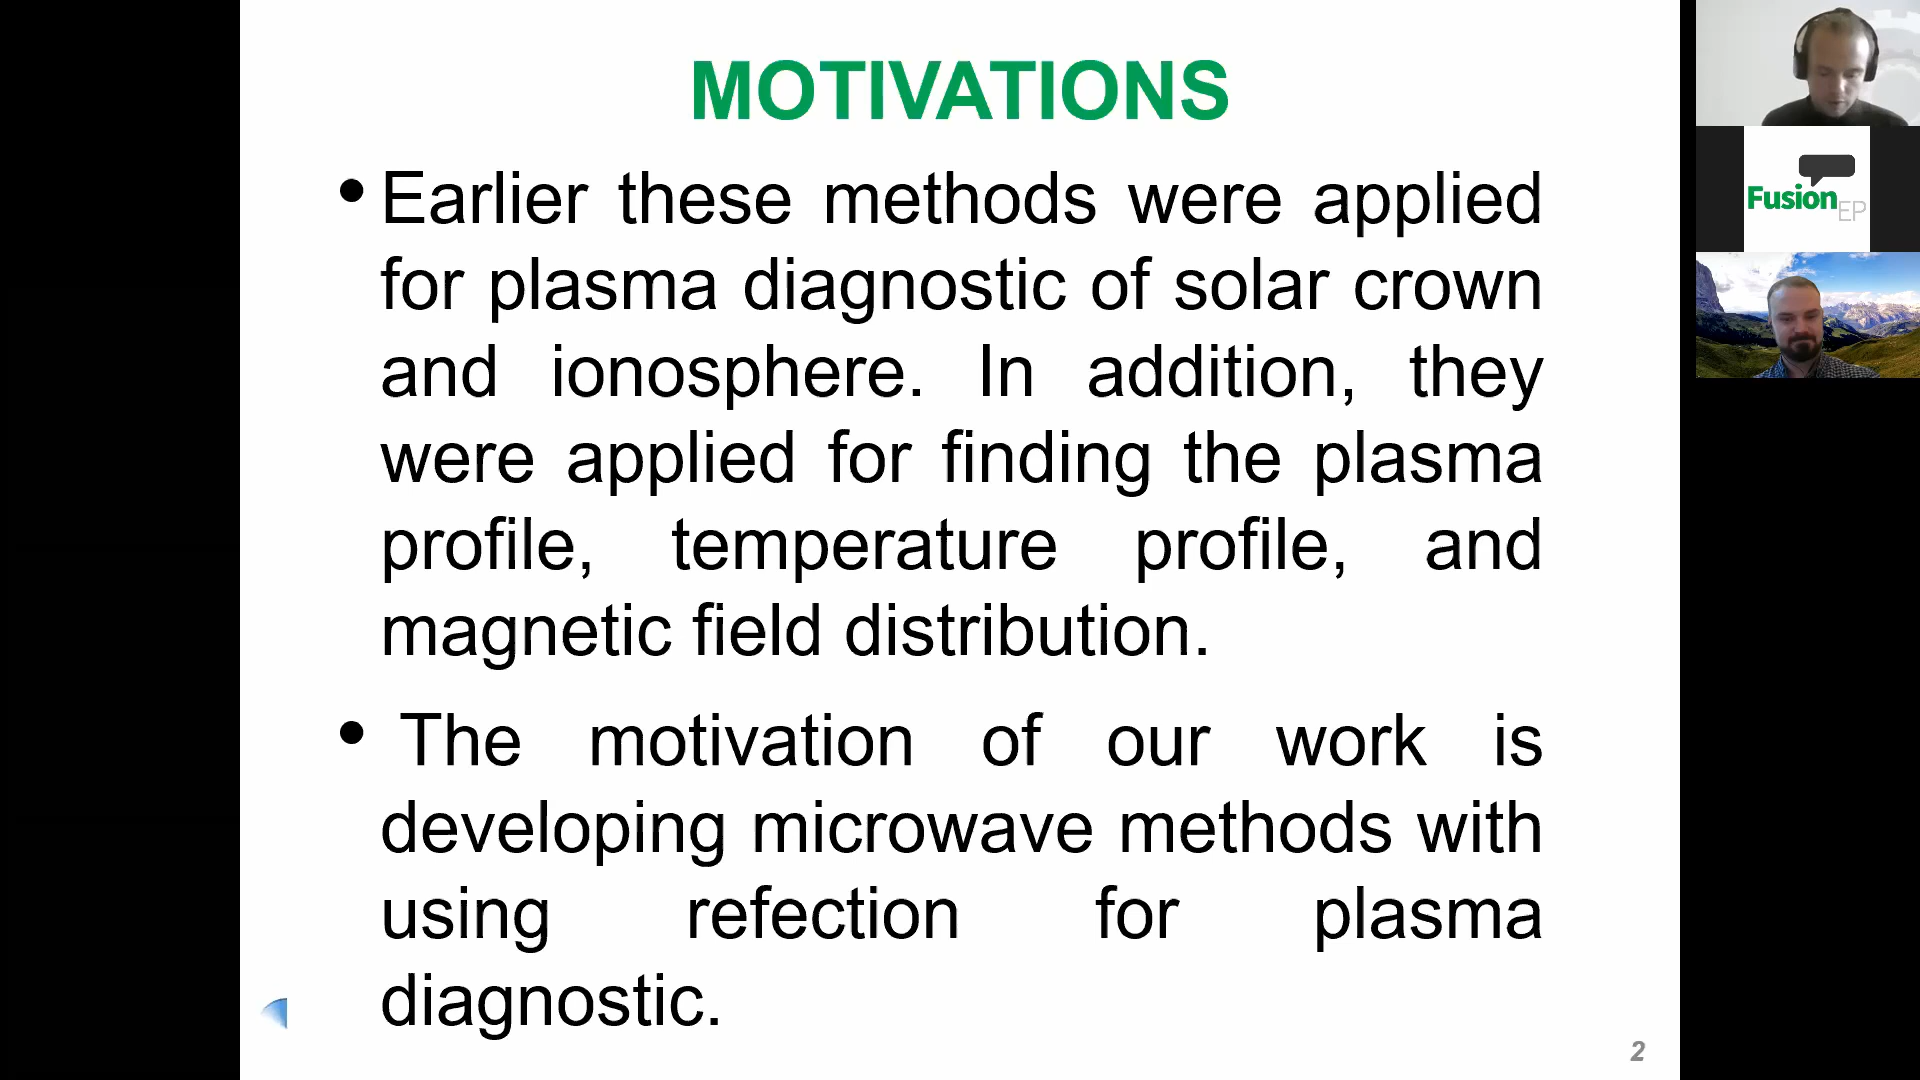 MOTIVATIONS
• Earlier these methods were applied
for plasma diagnostic of solar crown
and ionosphere. In addition, they
were applied for finding the plasma
profile, temperature profile, and
magnetic field distribution.
• The motivation of our work is
developing microwave methods with
using refection for plasma
diagnostic.
2
Fusion
EP